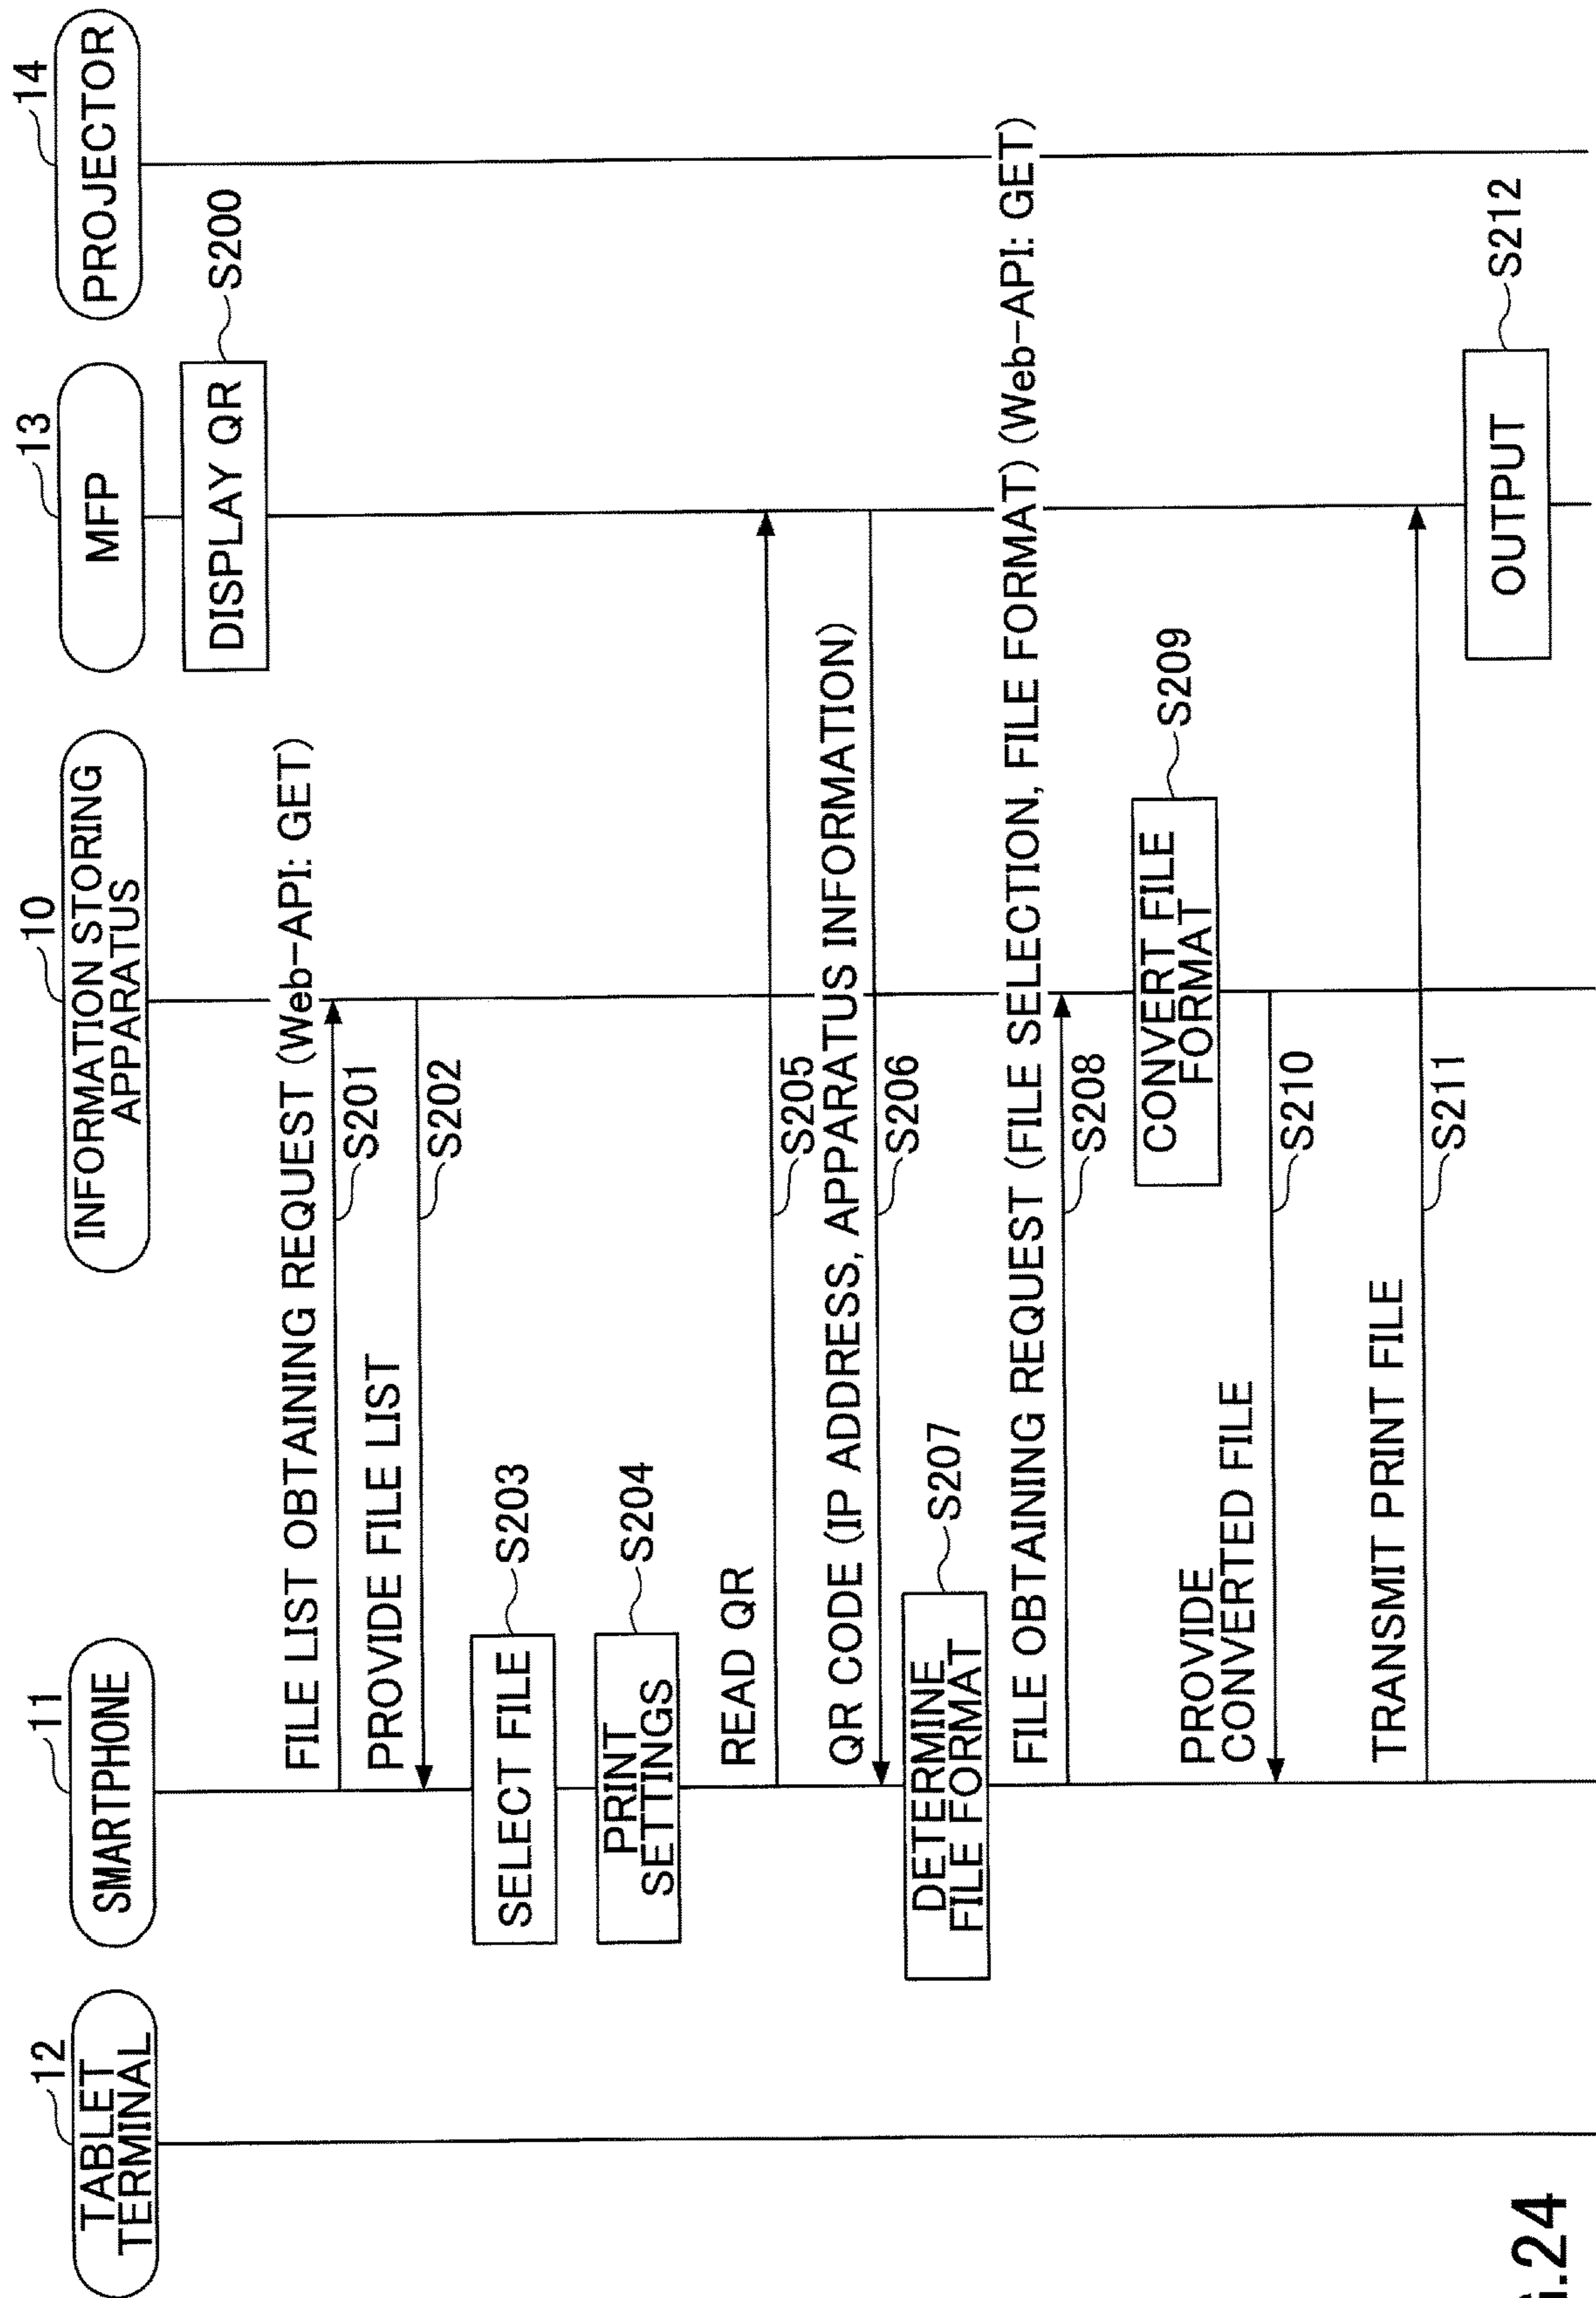 12
TABLET
TERMINAL
11
SMARTPHONE
10
INFORMATION STORING
APPARATUS
13
MFP
14
PROJECTOR
DISPLAY QR
S200
FILE LIST OBTAINING REQUEST (Web-API: GET)
S201
PROVIDE FILE LIST
S202
SELECT FILE
S203
PRINT
SETTINGS
S204
READ QR
S205
QR CODE (IP ADDRESS, APPARATUS INFORMATION)
S206
DETERMINE
FILE FORMAT
S207
FILE OBTAINING REQUEST (FILE SELECTION, FILE FORMAT) (Web-API: GET)
S208
CONVERT FILE
FORMAT
S209
PROVIDE
CONVERTED FILE
S210
TRANSMIT PRINT FILE
S211
OUTPUT
S212
.24